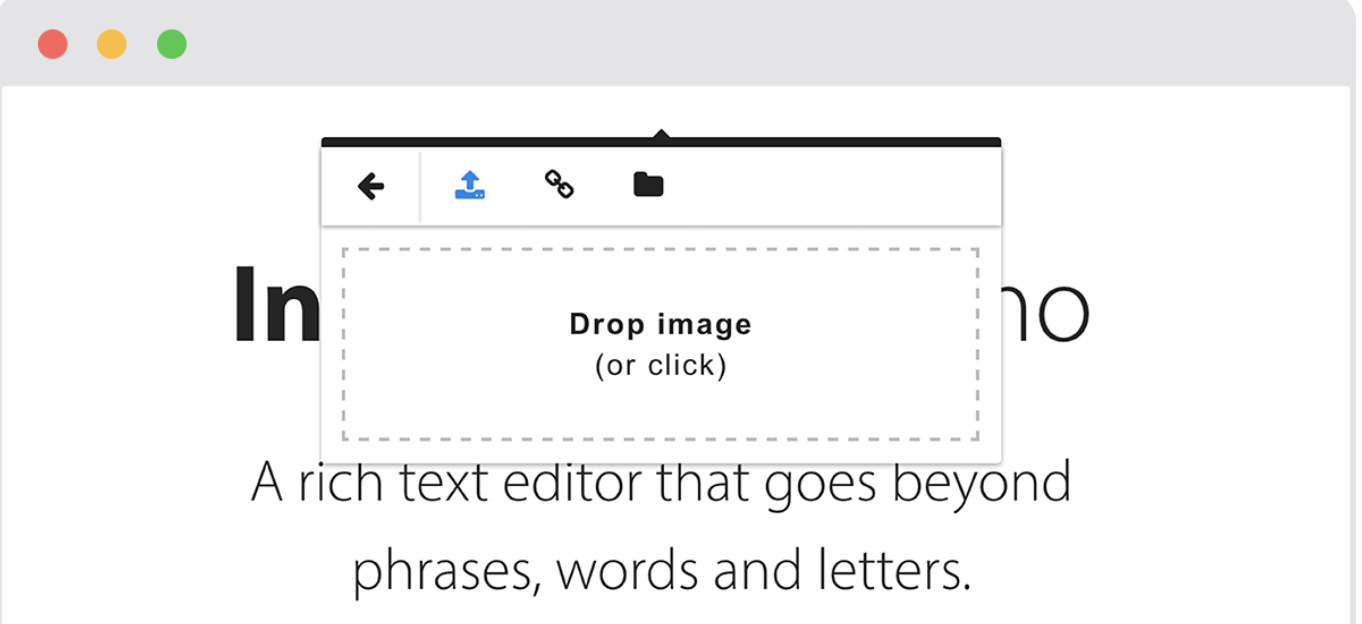 Drop image
(or click)
A rich text editor that goes beyond
phrases, words and letters.